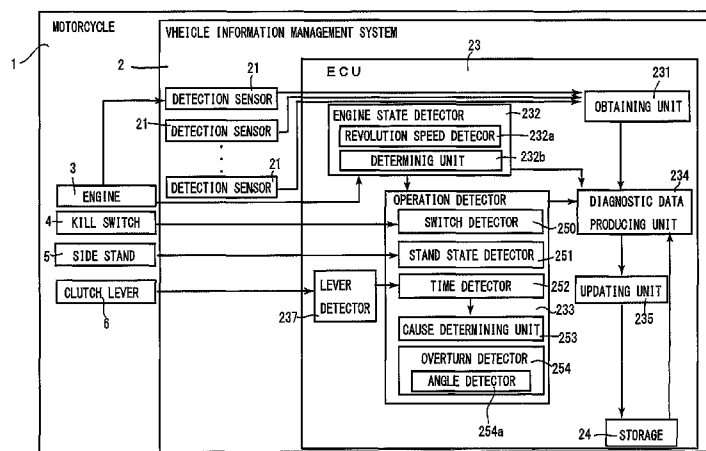 MOTORCYCLE
1
VHEICLE INFORMATION MANAGEMENT SYSTEM
2
23
ECU
21
DETECTION SENSOR
21
DETECTION SENSOR
21
DETECTION SENSOR
231
OBTAINING UNIT
ENGINE STATE DETECTOR
232
REVOLUTION SPEED DETECOR
232a
DETERMINIG UNIT
232b
3
ENGINE
4
KILL SWITCH
5
SIDE STAND
CLUTCH LEVER
6
OPERATION DETECTOR
SWITCH DETECTOR
250
STAND STATE DETECTOR
251
TIME DETECTOR
252
233
CAUSE DETERMINING UNIT
253
OVERTURN DETECTOR
254
ANGLE DETECTOR
254a
LEVER
DETECTOR
237
234
DIAGNOSTIC DATA
PRODUCING UNIT
UPDATING UNIT
235
24
STORAGE